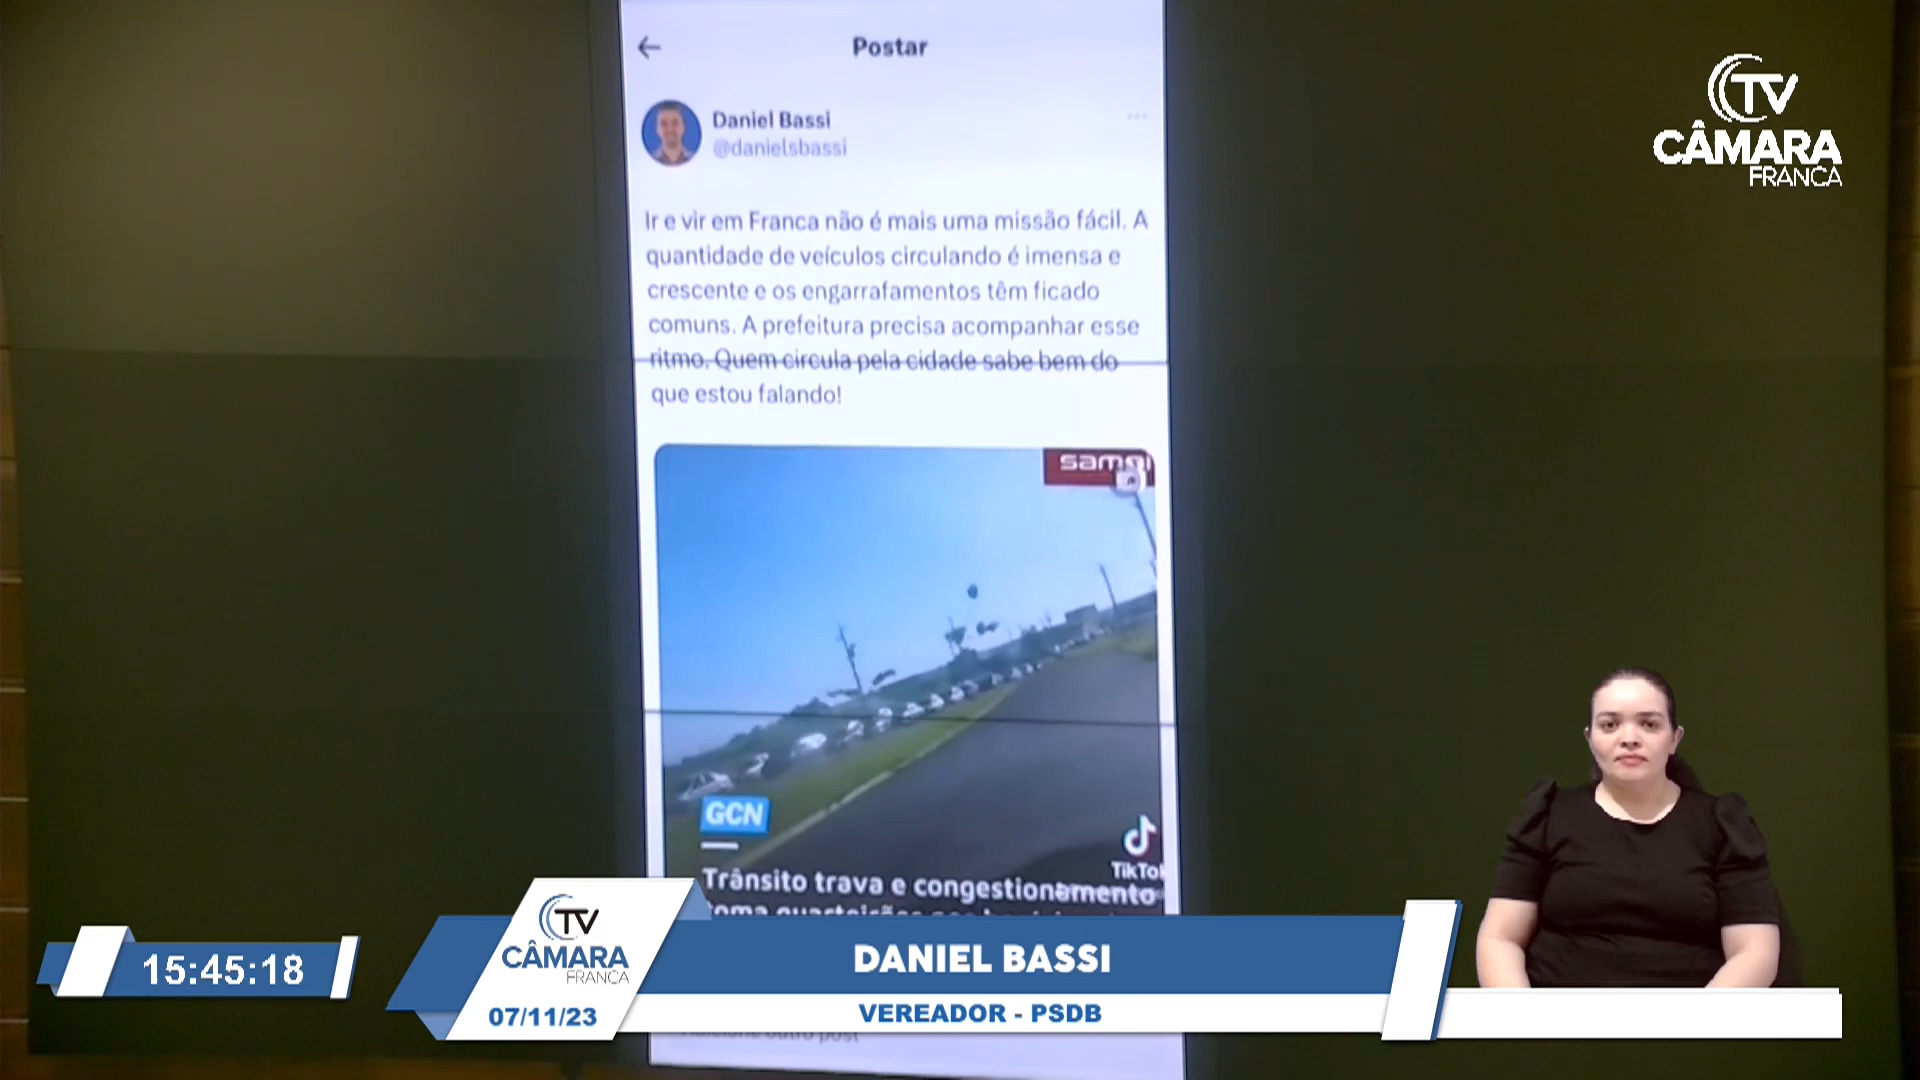 Postar
Daniel Bassi
@danielsbassi
Ir e vir em Franca não é mais uma missão fácil. A
quantidade de veículos circulando é imensa e
crescente e os engarrafamentos têm ficado
comuns. A prefeitura precisa acompanhar esse
ritmo. Quem circula pela cidade sabe bem do
que estou falando!
GCN
TikTok
Trânsito trava e congestionamento
TV
CÂMARA
FRANCA
15:45:18
TV
CÂMARA
FRANCA
07/11/23
DANIEL BASSI
VEREADOR - PSDB